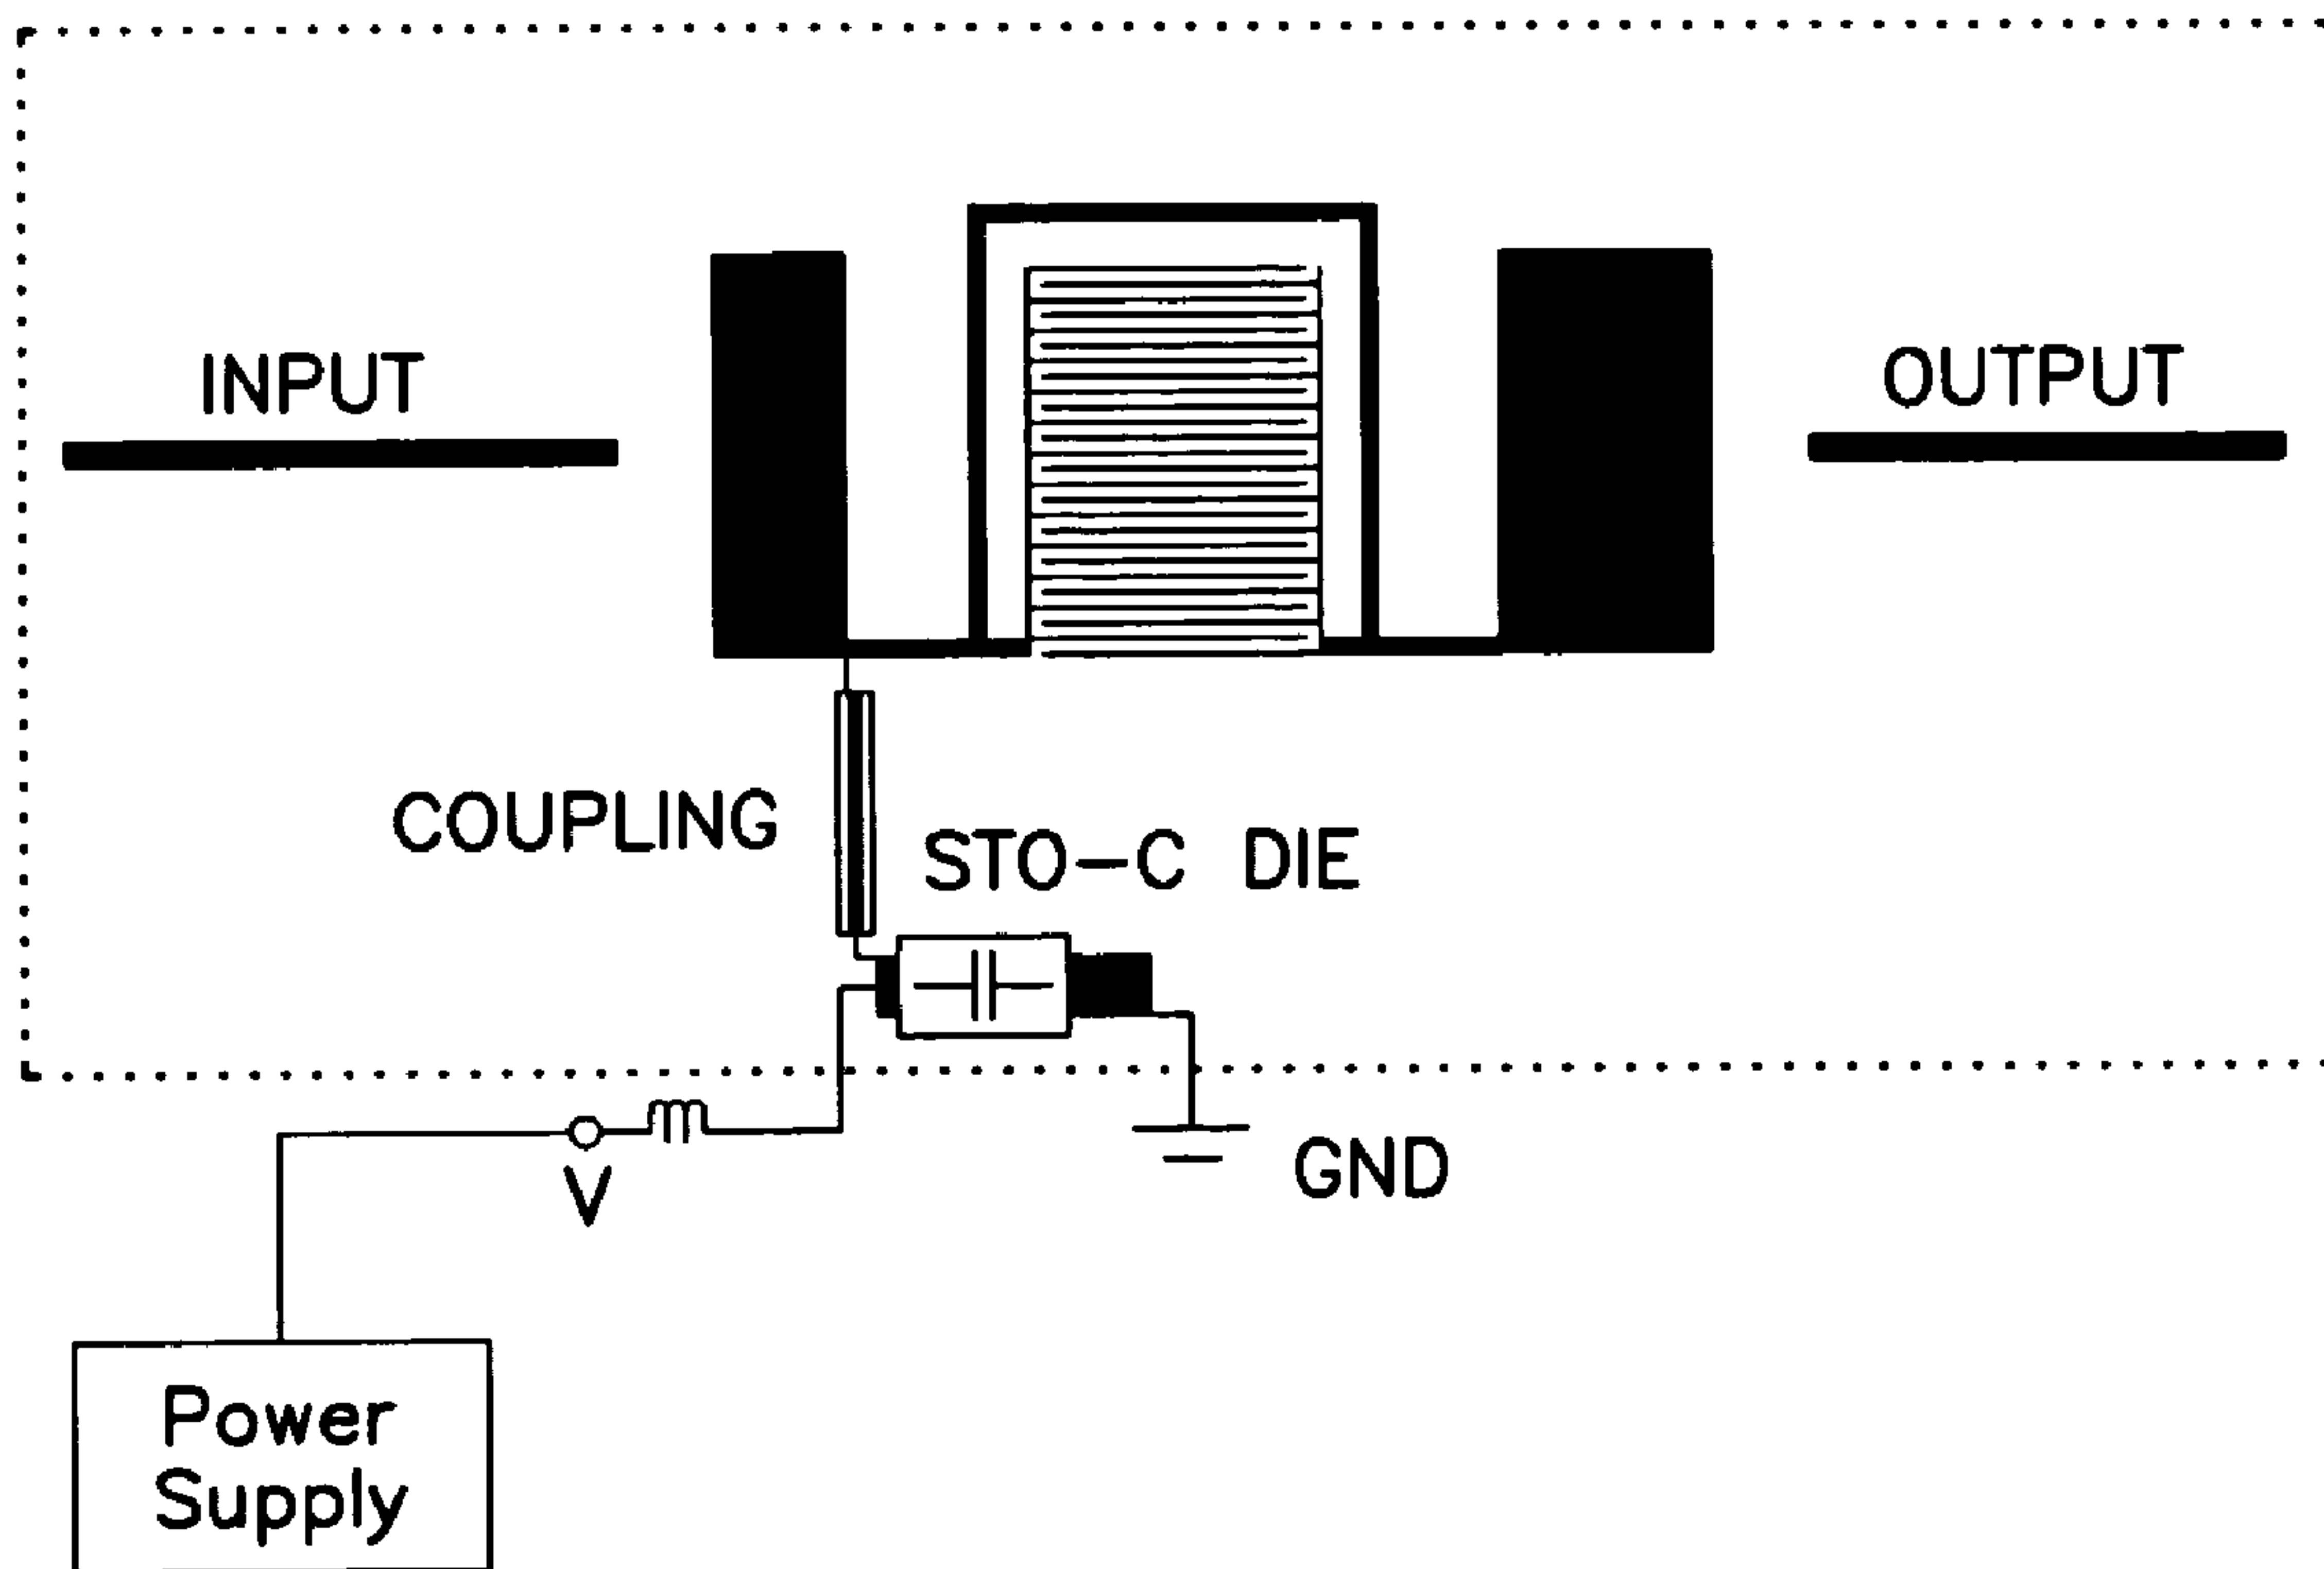 INPUT
OUTPUT
COUPLING
STO-C DIE
V
GND
Power
Supply